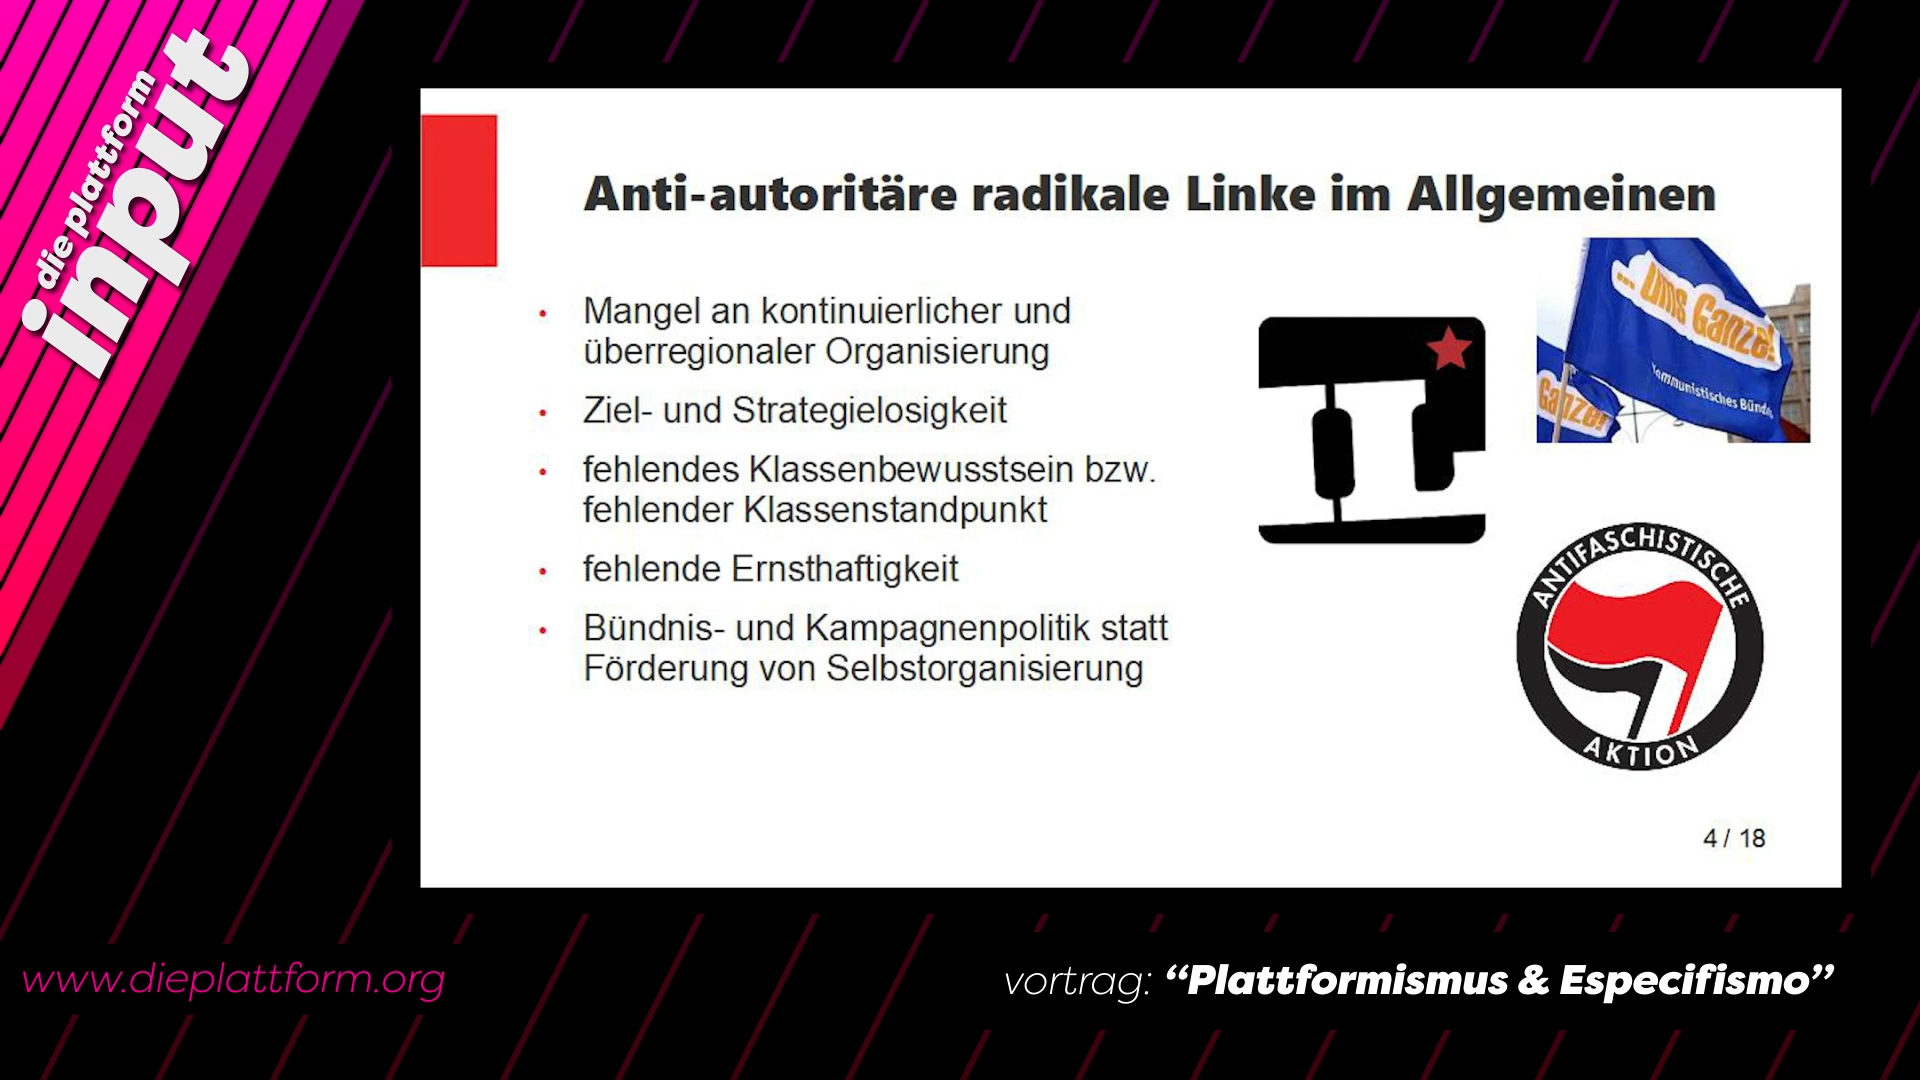 die plattform
input
Anti-autoritäre radikale Linke im Allgemeinen
• Mangel an kontinuierlicher und
überregionaler Organisierung
• Ziel- und Strategielosigkeit
• fehlendes Klassenbewusstsein bzw.
fehlender Klassenstandpunkt
• fehlende Ernsthaftigkeit
• Bündnis- und Kampagnenpolitik statt
Förderung von Selbstorganisierung
... ums Ganze!
Kommunistisches Bündnis
Ganze!
ANTIFASCHISTISCHE
AKTION
4 / 18
www.dieplattform.org
vortrag: “Plattformismus & Especifismo”